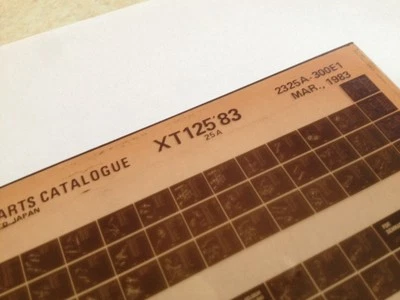 ARTS CATALOGUE
D JAPAN
XT125'83
25A
2325A-300E1
MAR., 1983